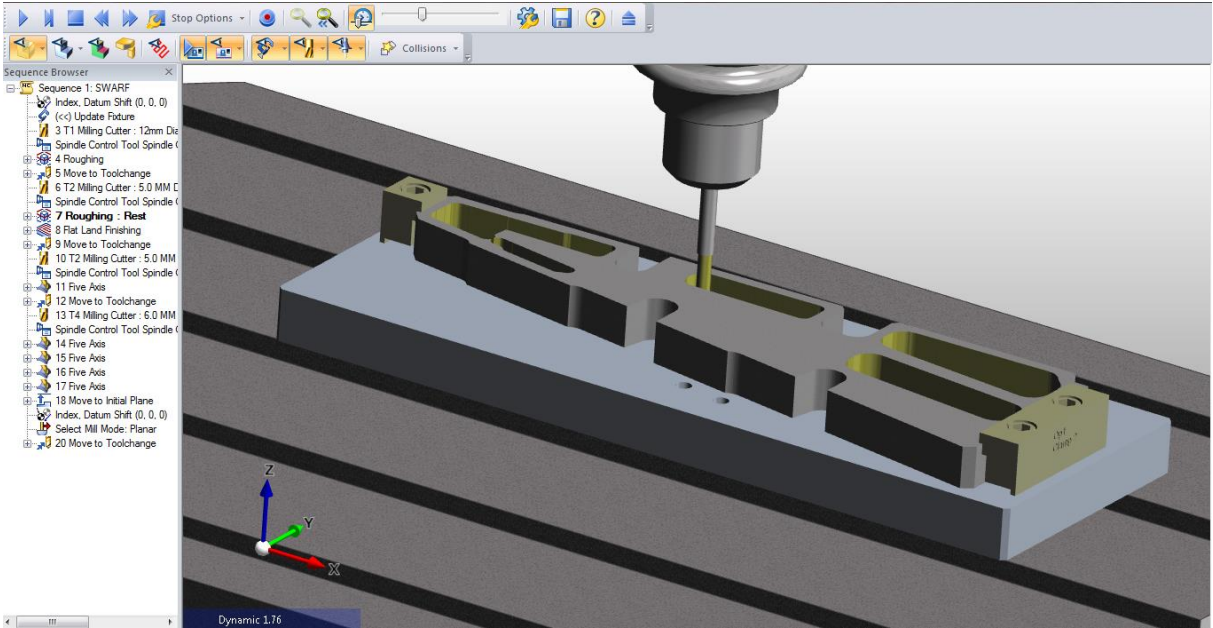 Stop Options
Collisions
Sequence Browser
Sequence 1: SWARF
Index, Datum Shift (0, 0, 0)
(<<) Update Fixture
3 T1 Milling Cutter : 12mm Dia
Spindle Control Tool Spindle
4 Roughing
5 Move to Toolchange
6 T2 Milling Cutter : 5.0 MM D
Spindle Control Tool Spindle
7 Roughing : Rest
8 Flat Land Finishing
9 Move to Toolchange
10 T2 Milling Cutter : 5.0 MM
Spindle Control Tool Spindle
11 Five Axis
12 Move to Toolchange
13 T4 Milling Cutter : 6.0 MM
Spindle Control Tool Spindle
14 Five Axis
15 Five Axis
16 Five Axis
17 Five Axis
18 Move to Initial Plane
Index, Datum Shift (0, 0, 0)
Select Mill Mode: Planar
20 Move to Toolchange
Z
Y
X
Dynamic 1.76